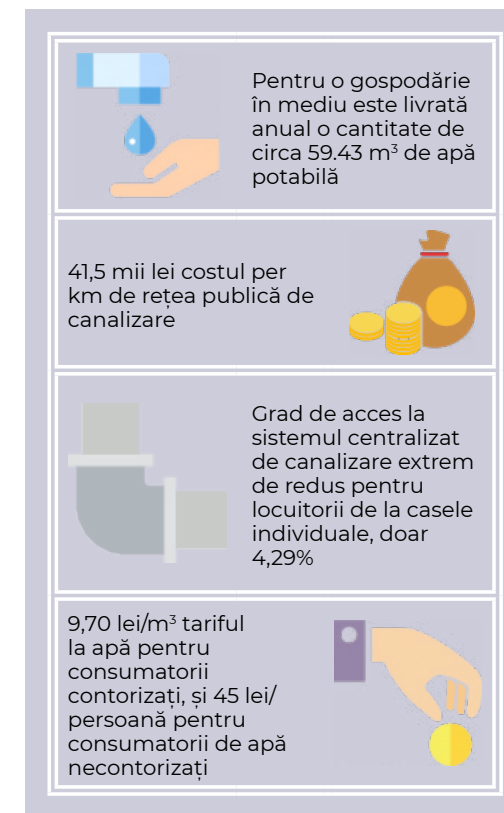 Pentru o gospodărie
în mediu este livrată
anual o cantitate de
circa 59.43 m³ de apă
potabilă
41,5 mii lei costul per
km de rețea publică de
canalizare
Grad de acces la
sistemul centralizat
de canalizare extrem
de redus pentru
locuitorii de la casele
individuale, doar
4,29%
9,70 lei/m³ tariful
la apă pentru
consumatorii
contorizați, și 45 lei/
persoană pentru
consumatorii de apă
necontorizați